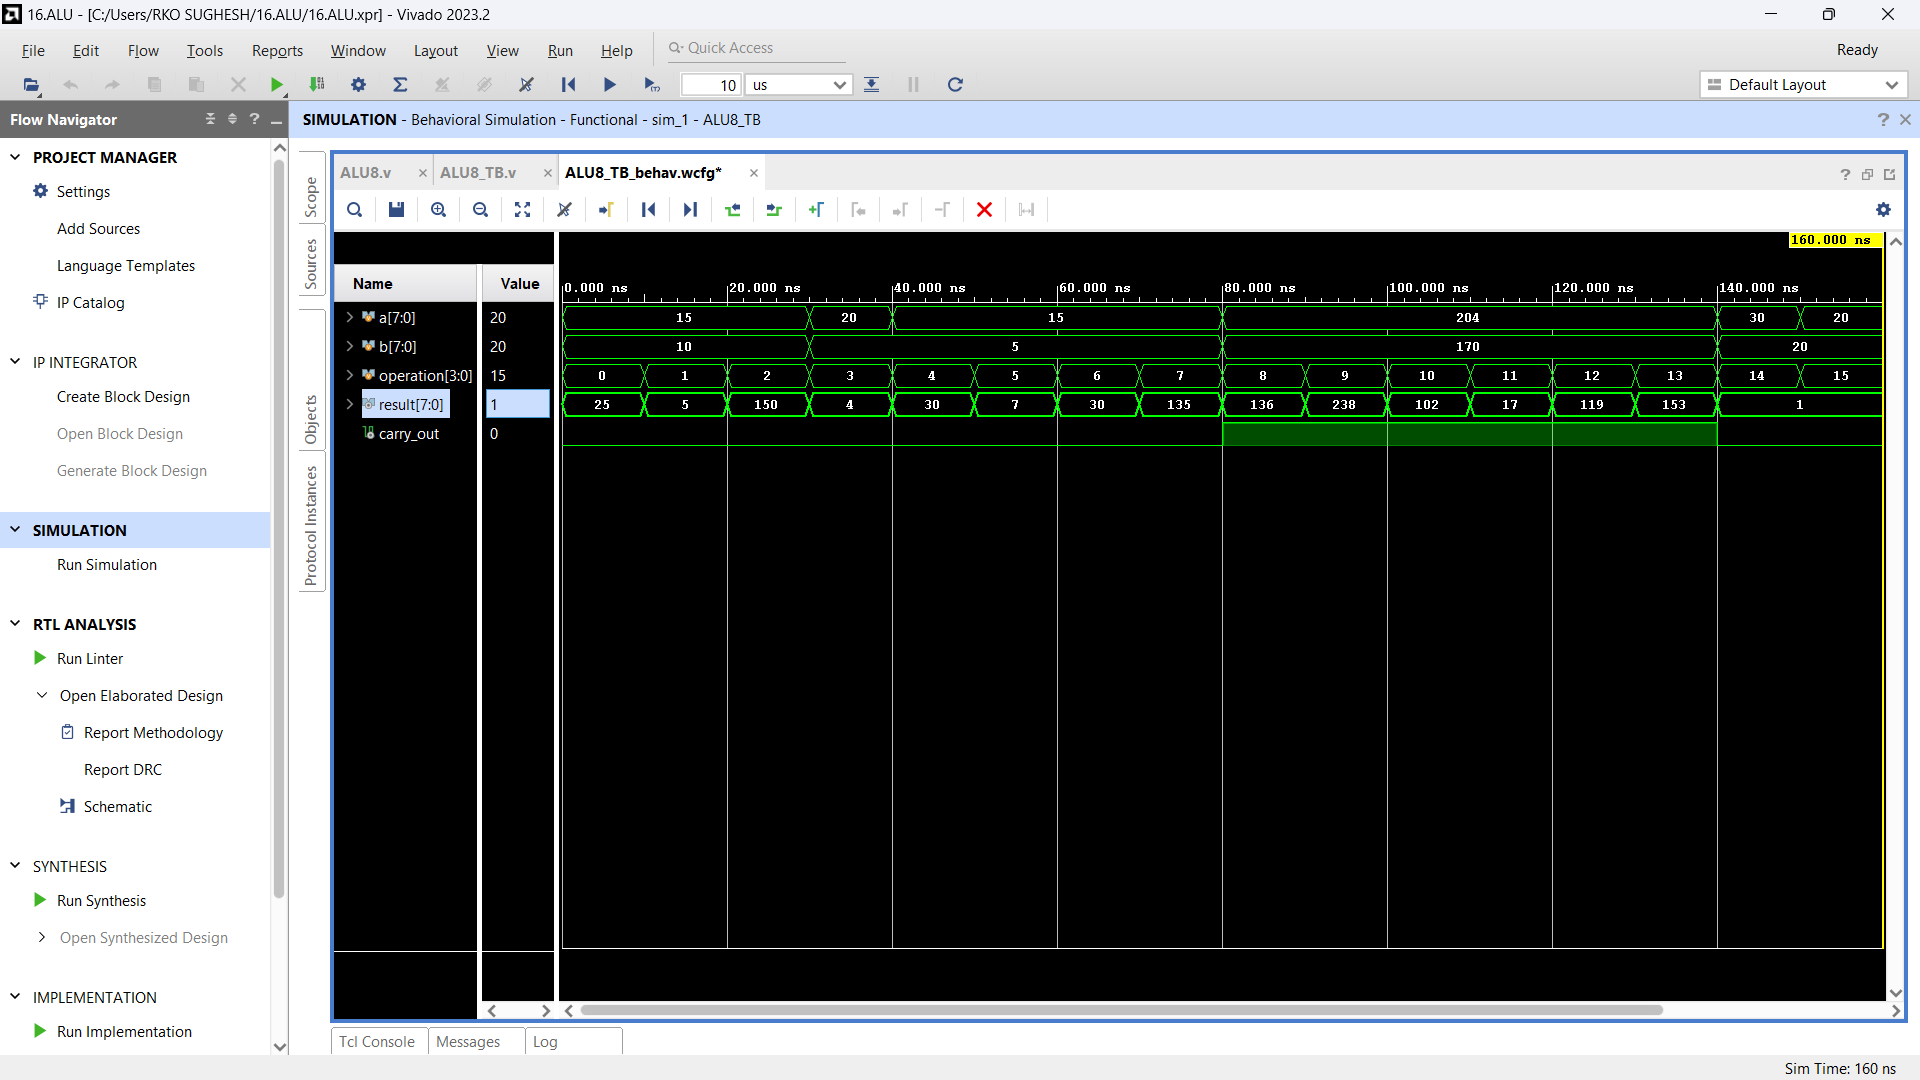 16.ALU - [C:/Users/RKO SUGHESH/16.ALU/16.ALU.xpr] - Vivado 2023.2
File Edit Flow Tools Reports Window Layout View Run Help Quick Access Ready
10 us Default Layout
Flow Navigator
SIMULATION - Behavioral Simulation - Functional - sim_1 - ALU8_TB
PROJECT MANAGER
Settings
Add Sources
Language Templates
IP Catalog
IP INTEGRATOR
Create Block Design
Open Block Design
Generate Block Design
SIMULATION
Run Simulation
RTL ANALYSIS
Run Linter
Open Elaborated Design
Report Methodology
Report DRC
Schematic
SYNTHESIS
Run Synthesis
Open Synthesized Design
IMPLEMENTATION
Run Implementation
Scope
Sources
Objects
Protocol Instances
ALU8.v ALU8_TB.v ALU8_TB_behav.wcfg*
160.000 ns
Name Value 0.000 ns 20.000 ns 40.000 ns 60.000 ns 80.000 ns 100.000 ns 120.000 ns 140.000 ns
a[7:0] 20 15 20 15 204 30 20
b[7:0] 20 10 5 170 20
operation[3:0] 15 0 1 2 3 4 5 6 7 8 9 10 11 12 13 14 15
result[7:0] 1 25 5 150 4 30 7 30 135 136 238 102 17 119 153 1
carry_out 0
Tcl Console Messages Log
Sim Time: 160 ns